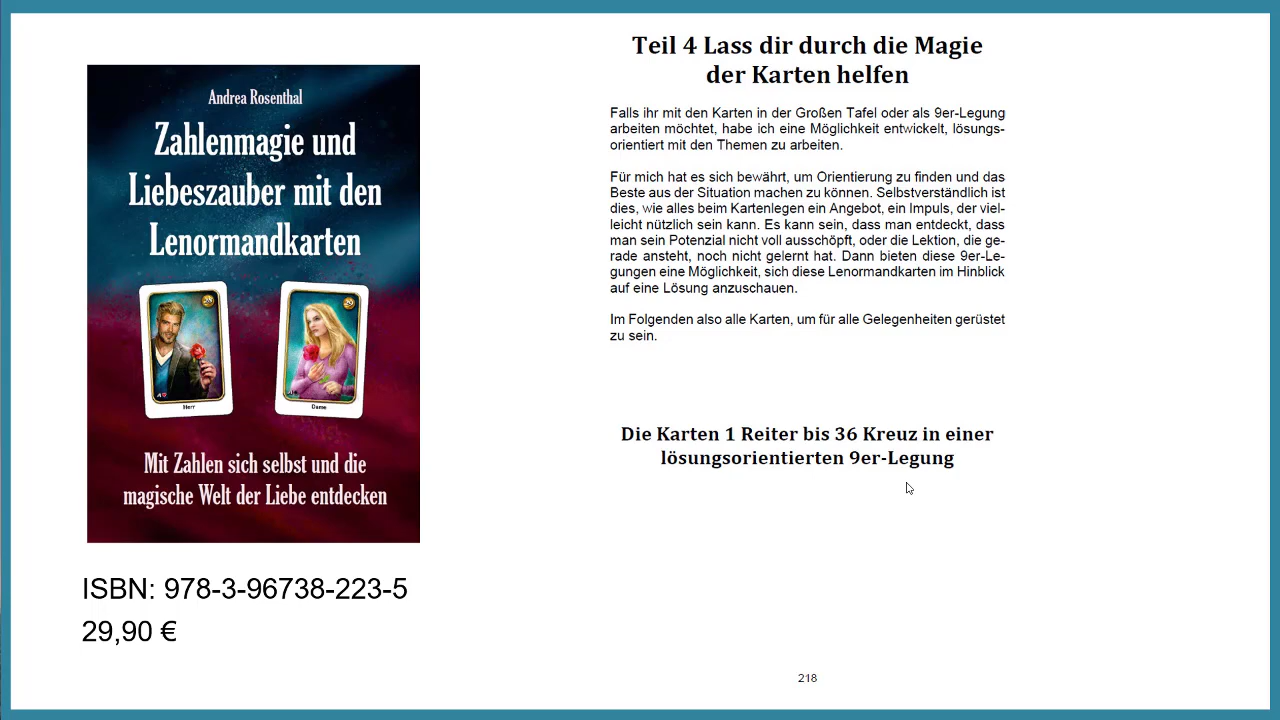 Andrea Rosenthal
Zahlenmagie und
Liebeszauber mit den
Lenormandkarten
28
29
Herr
Dame
Mit Zahlen sich selbst und die
magische Welt der Liebe entdecken
ISBN: 978-3-96738-223-5
29,90 €
Teil 4 Lass dir durch die Magie
der Karten helfen
Falls ihr mit den Karten in der Großen Tafel oder als 9er-Legung
arbeiten möchtet, habe ich eine Möglichkeit entwickelt, lösungs-
orientiert mit den Themen zu arbeiten.
Für mich hat es sich bewährt, um Orientierung zu finden und das
Beste aus der Situation machen zu können. Selbstverständlich ist
dies, wie alles beim Kartenlegen ein Angebot, ein Impuls, der viel-
leicht nützlich sein kann. Es kann sein, dass man entdeckt, dass
man sein Potenzial nicht voll ausschöpft, oder die Lektion, die ge-
rade ansteht, noch nicht gelernt hat. Dann bieten diese 9er-Le-
gungen eine Möglichkeit, sich diese Lenormandkarten im Hinblick
auf eine Lösung anzuschauen.
Im Folgenden also alle Karten, um für alle Gelegenheiten gerüstet
zu sein.
Die Karten 1 Reiter bis 36 Kreuz in einer
lösungsorientierten 9er-Legung
218